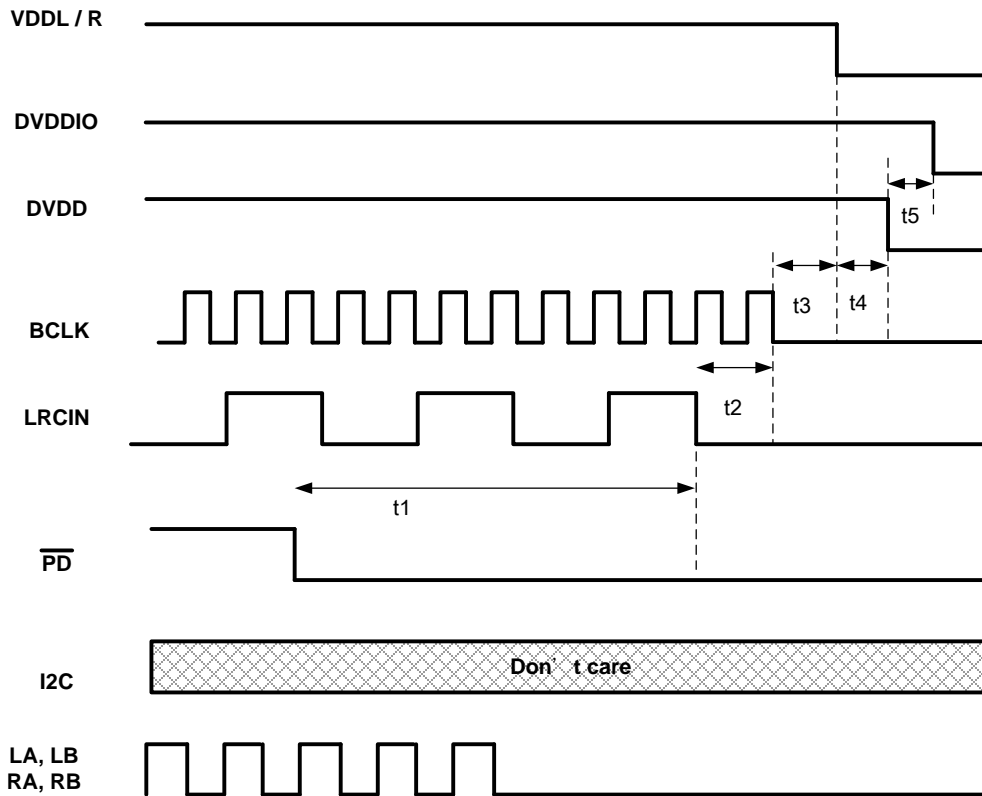 VDDL / R
DVDDIO
t5
DVDD
t3
t4
BCLK
t2
LRCIN
t1
PD
Don’ t care
I2C
LA, LB
RA, RB